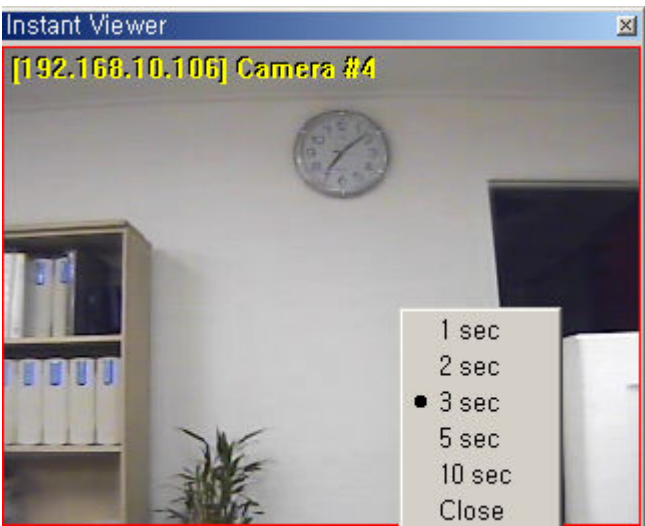 Instant Viewer
[192.168.10.106] Camera #4
1 sec
2 sec
3 sec
5 sec
10 sec
Close